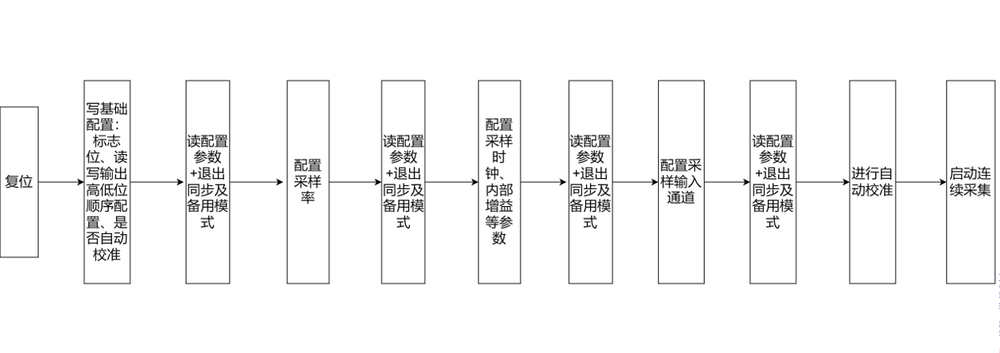 复位
写基础
配置：
标志
位、读
写输出
高低位
顺序配
置、是
否自动
校准
读配置
参数
+退出
同步及
备用模
式
配置
采样
率
读配置
参数
+退出
同步及
备用模
式
配置
采样
时
钟、
内部
增益
等参
数
读配置
参数
+退出
同步及
备用模
式
配置采
样输入
通道
读配置
参数
+退出
同步及
备用模
式
进行自
动校准
启动连
续采集